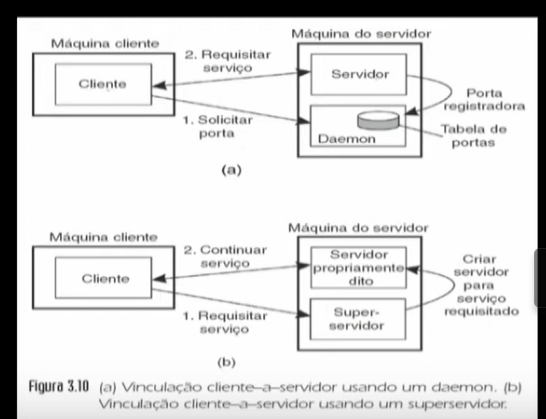 Máquina cliente
Máquina do servidor
2. Requisitar
serviço
Cliente
Servidor
Porta
registradora
1. Solicitar
porta
Daemon
Tabela de
portas
(a)
Máquina cliente
Máquina do servidor
2. Continuar
serviço
Cliente
Servidor
propriamente
dito
Criar
servidor
para
serviço
requisitado
1. Requisitar
serviço
Super-
servidor
(b)
Figura 3.10 (a) Vinculação cliente-a-servidor usando um daemon. (b)
Vinculação cliente-a-servidor usando um superservidor.